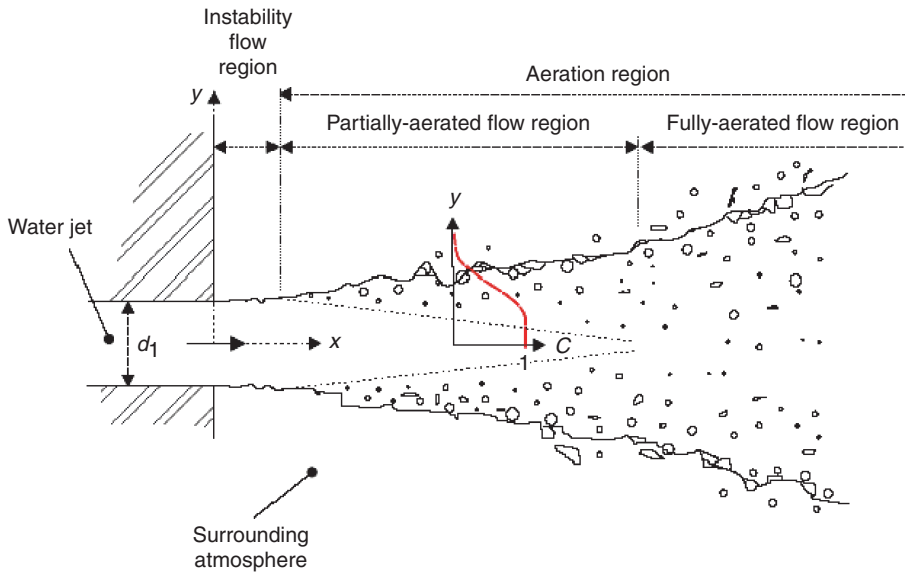 Instability
flow
region
Aeration region
y
Partially-aerated flow region
Fully-aerated flow region
y
Water jet
d1
x
C
1
Surrounding
atmosphere